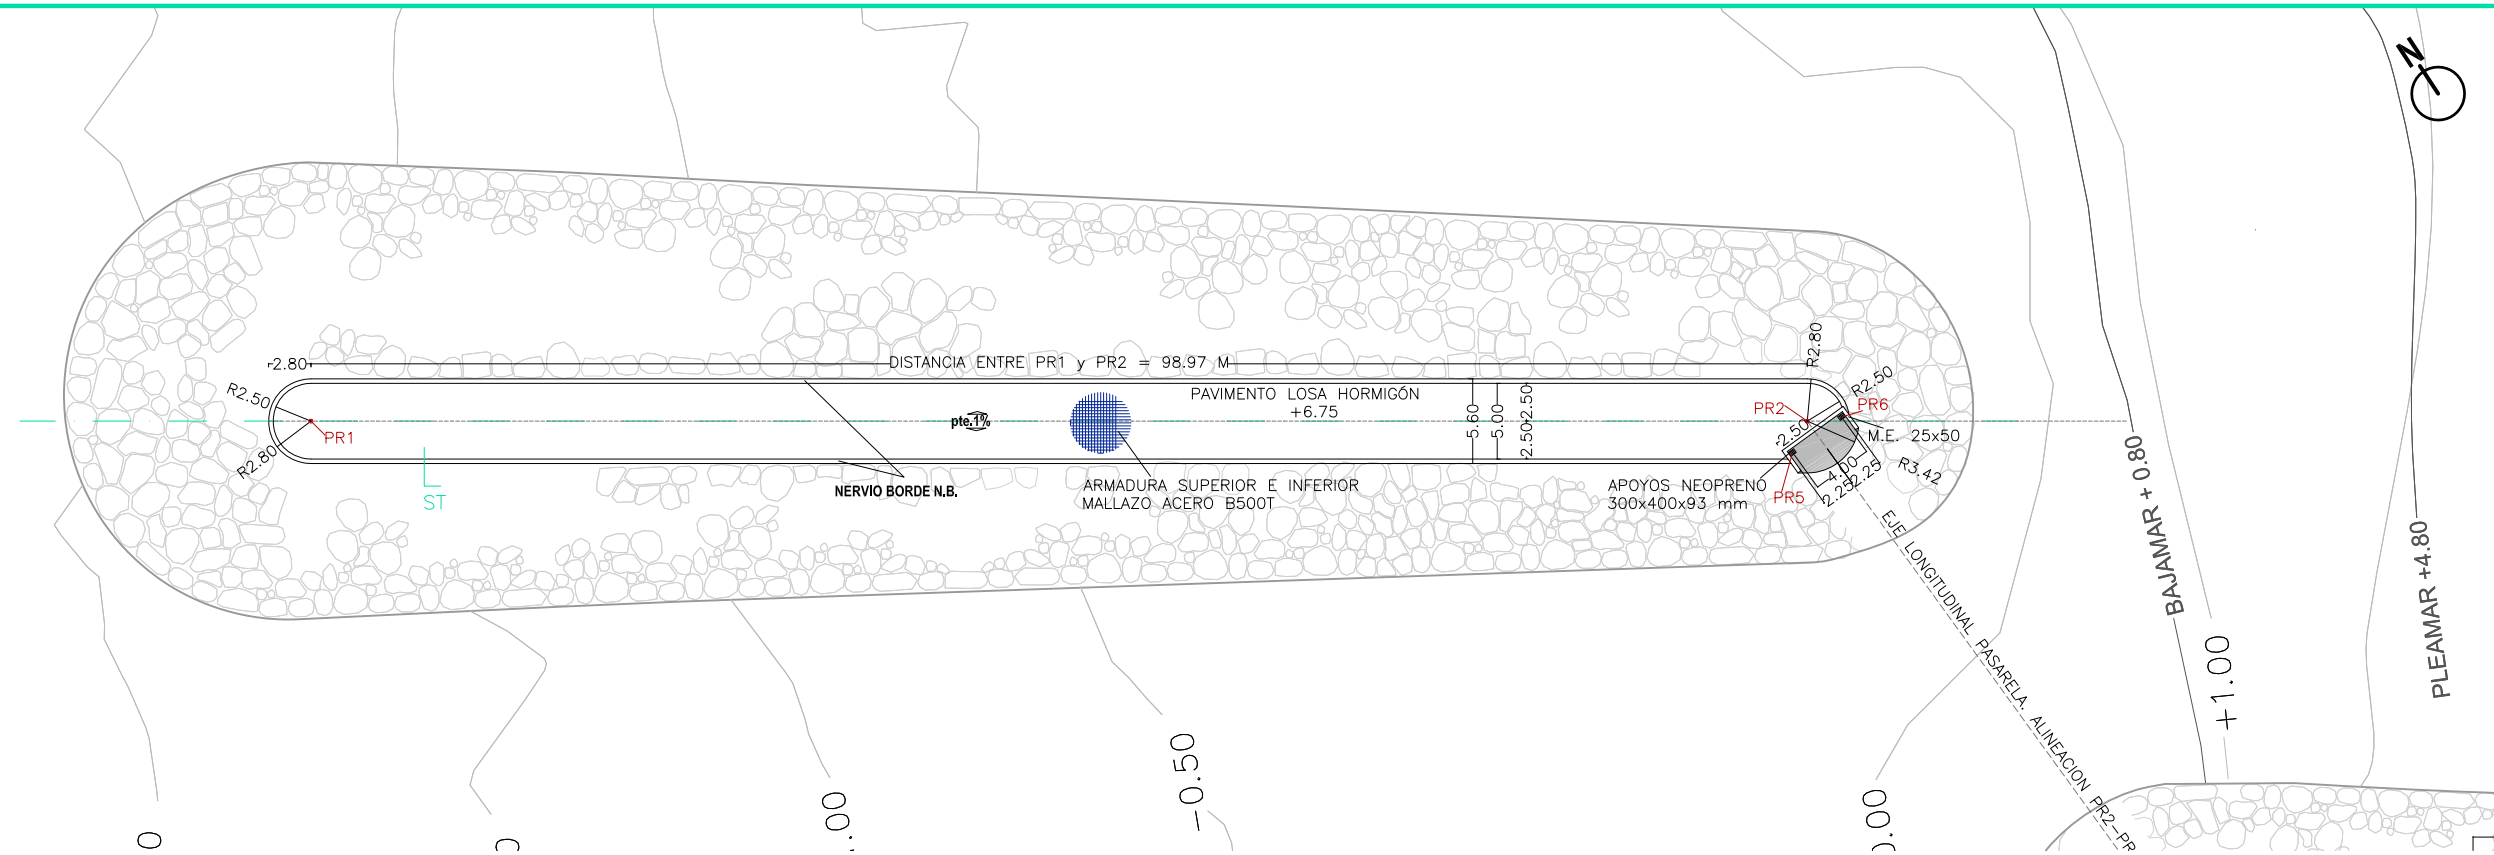 N
DISTANCIA ENTRE PR1 y PR2 = 98.97 M
2.80
R2.80
R2.50
R2.50
PAVIMENTO LOSA HORMIGÓN
+6.75
5.60
5.00
2.50
2.50
PR2
PR6
pte.1%
PR1
R2.80
2.50
M.E. 25x50
4.00
R3.42
2.25
2.25
NERVIO BORDE N.B.
ST
ARMADURA SUPERIOR E INFERIOR
MALLAZO ACERO B500T
APOYOS NEOPRENO
300x400x93 mm
PR5
EJE LONGITUDINAL PASARELA. ALINEACION PR2-PR
BAJAMAR + 0.80
PLEAMAR +4.80
+1.00
-0.50
.00
0.00
0
0